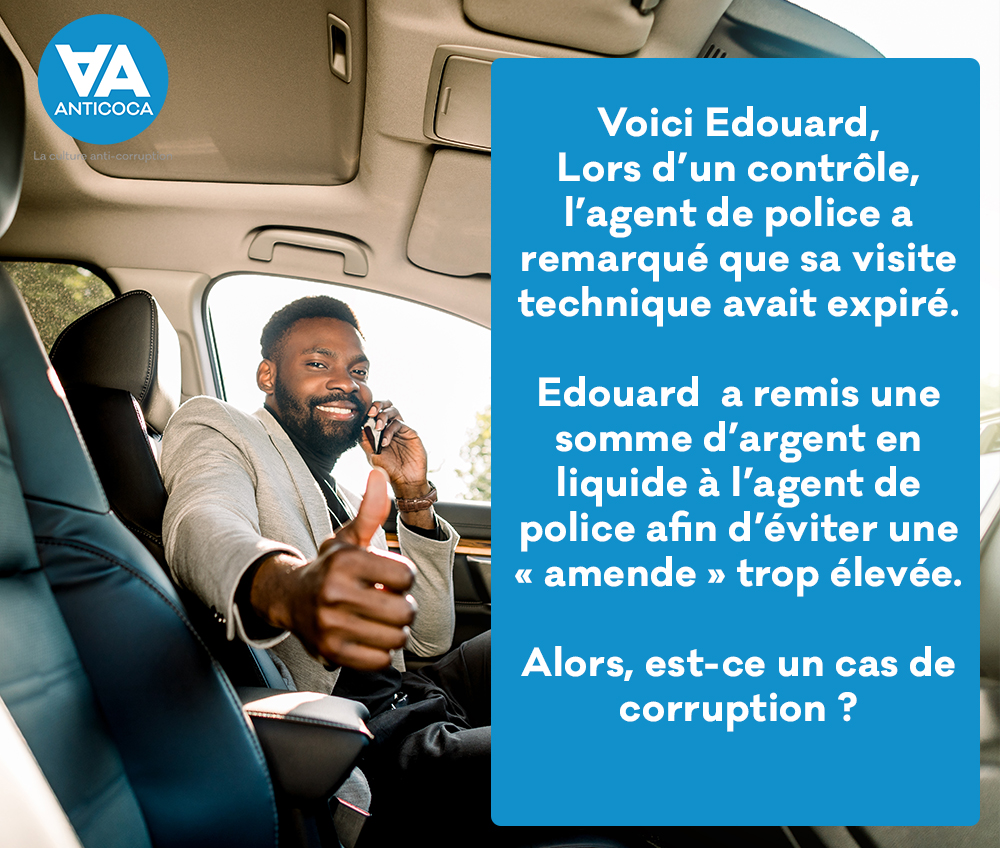 ANTICOCA
La culture anti-corruption
Voici Edouard,
Lors d’un contrôle,
l’agent de police a
remarqué que sa visite
technique avait expiré.
Edouard a remis une
somme d’argent en
liquide à l’agent de
police afin d’éviter une
« amende » trop élevée.
Alors, est-ce un cas de
corruption ?